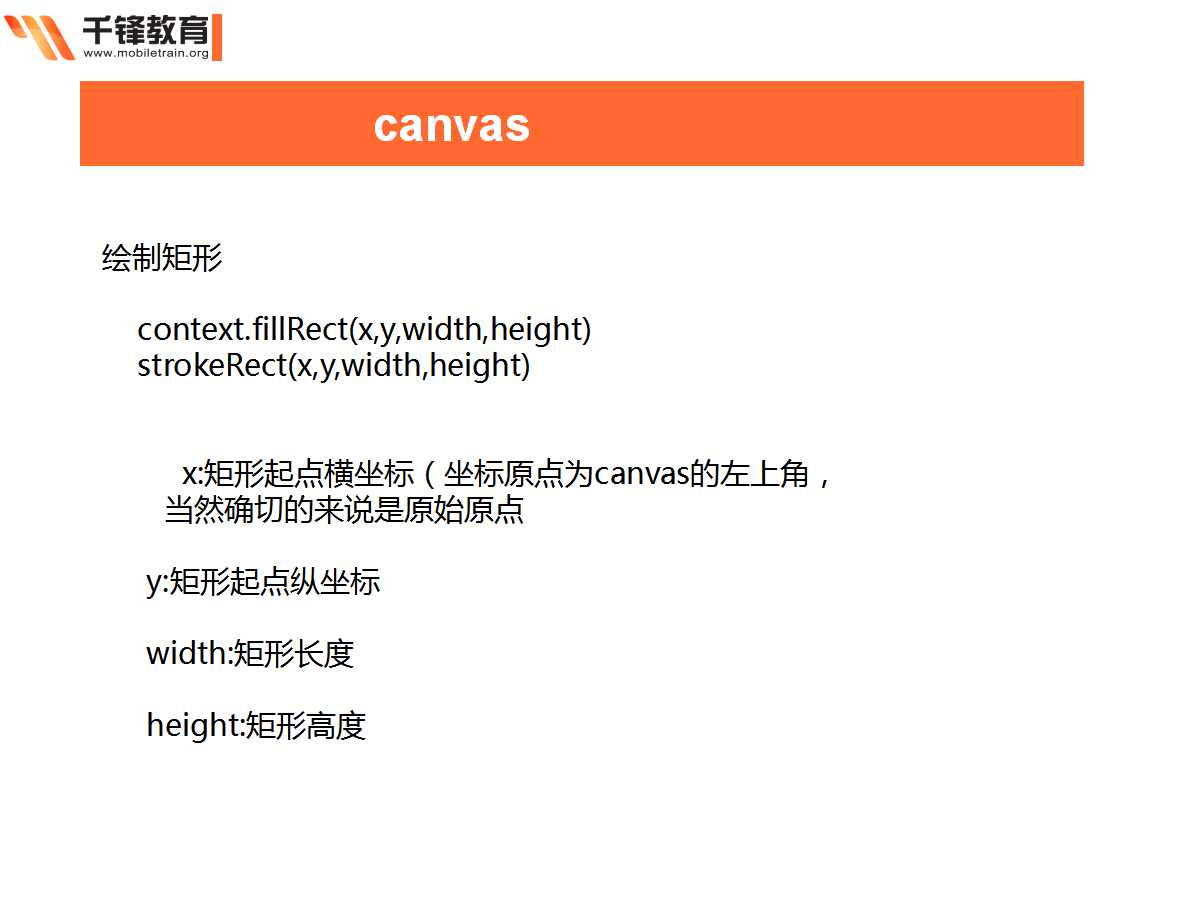 千锋教育
www.mobiletrain.org
canvas
绘制矩形
context.fillRect(x,y,width,height)
strokeRect(x,y,width,height)
x:矩形起点横坐标（坐标原点为canvas的左上角，
当然确切的来说是原始原点
y:矩形起点纵坐标
width:矩形长度
height:矩形高度